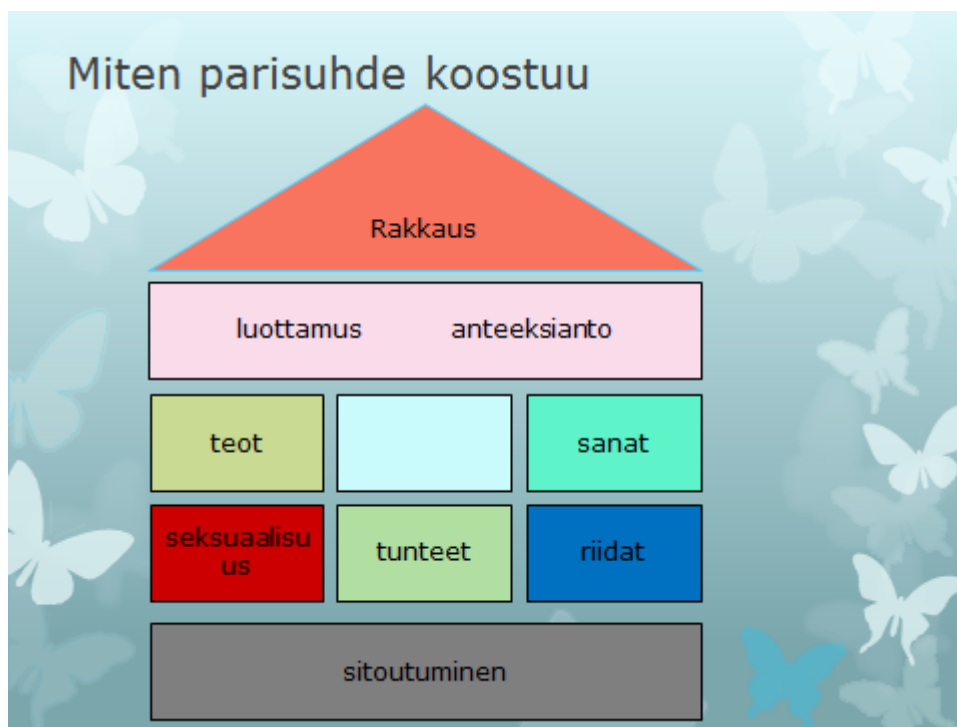 Miten parisuhde koostuu
Rakkaus
luottamus anteeksianto
teot sanat
seksuaalisu
us tunteet riidat
sitoutuminen